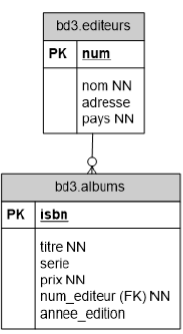 bd3.editeurs
PK num
nom NN
adresse
pays NN
bd3.albums
PK isbn
titre NN
serie
prix NN
num_editeur (FK) NN
annee_edition